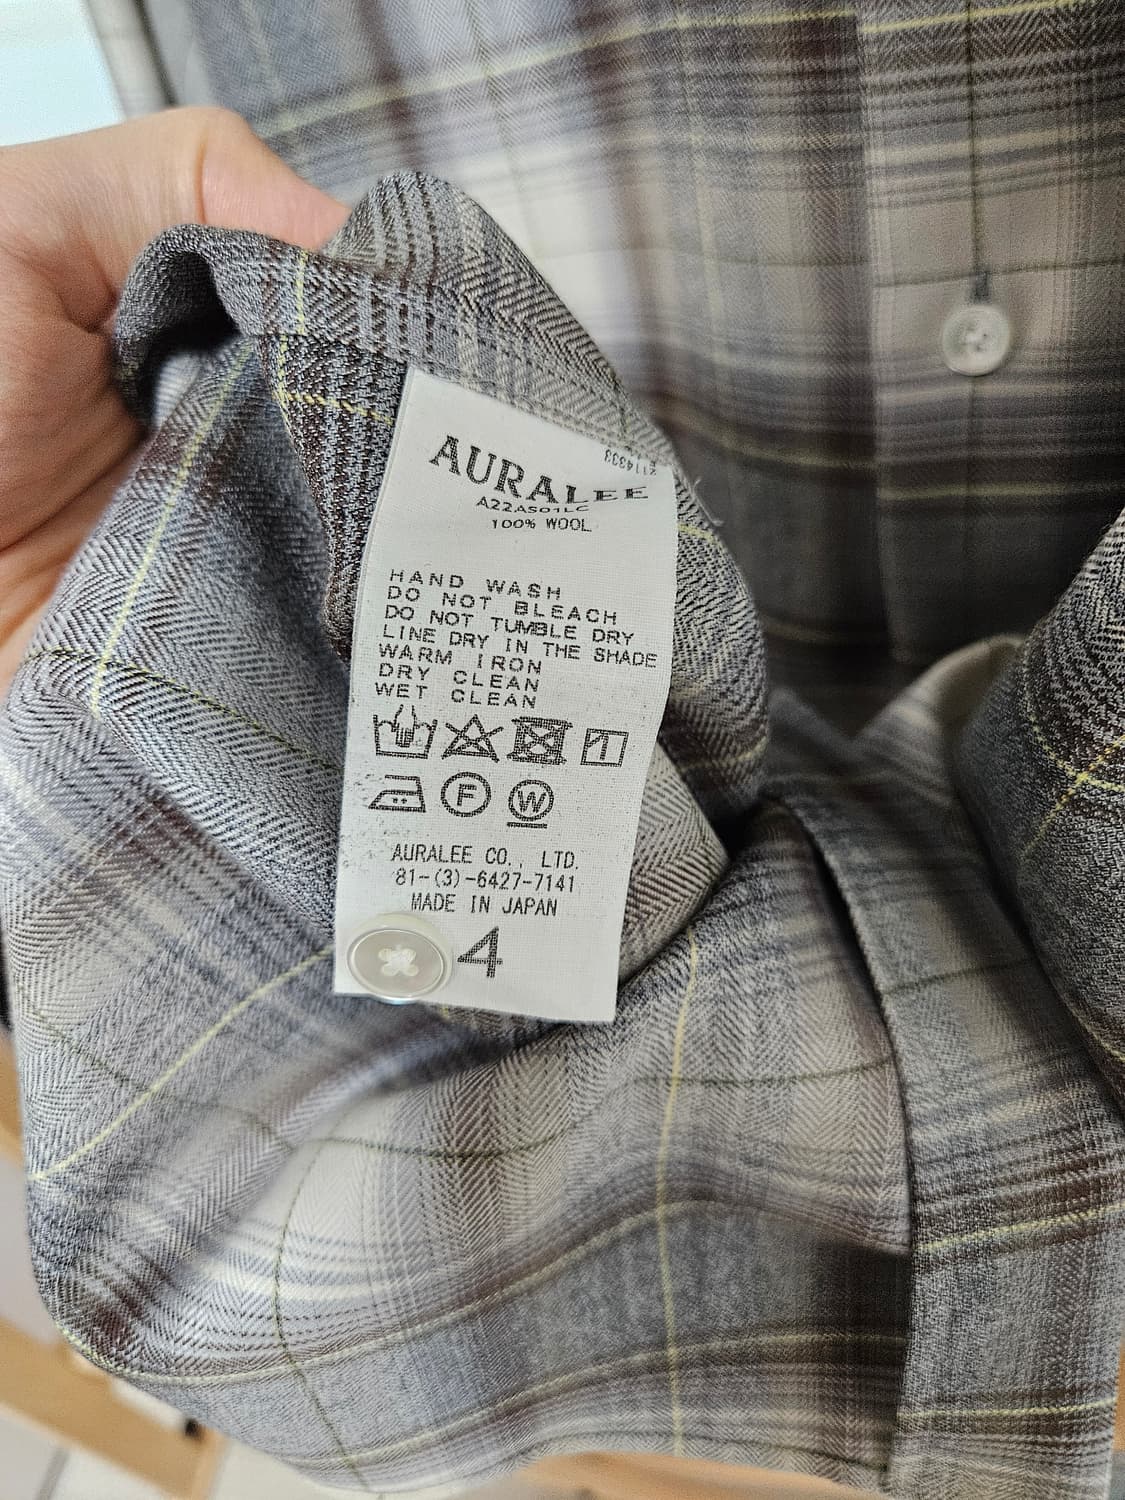 AURALEE
A22AS01LC
100% WOOL
HAND WASH
DO NOT BLEACH
DO NOT TUMBLE DRY
LINE DRY IN THE SHADE
WARM IRON
DRY CLEAN
WET CLEAN
F W
AURALEE CO., LTD.
81-(3)-6427-7141
MADE IN JAPAN
4